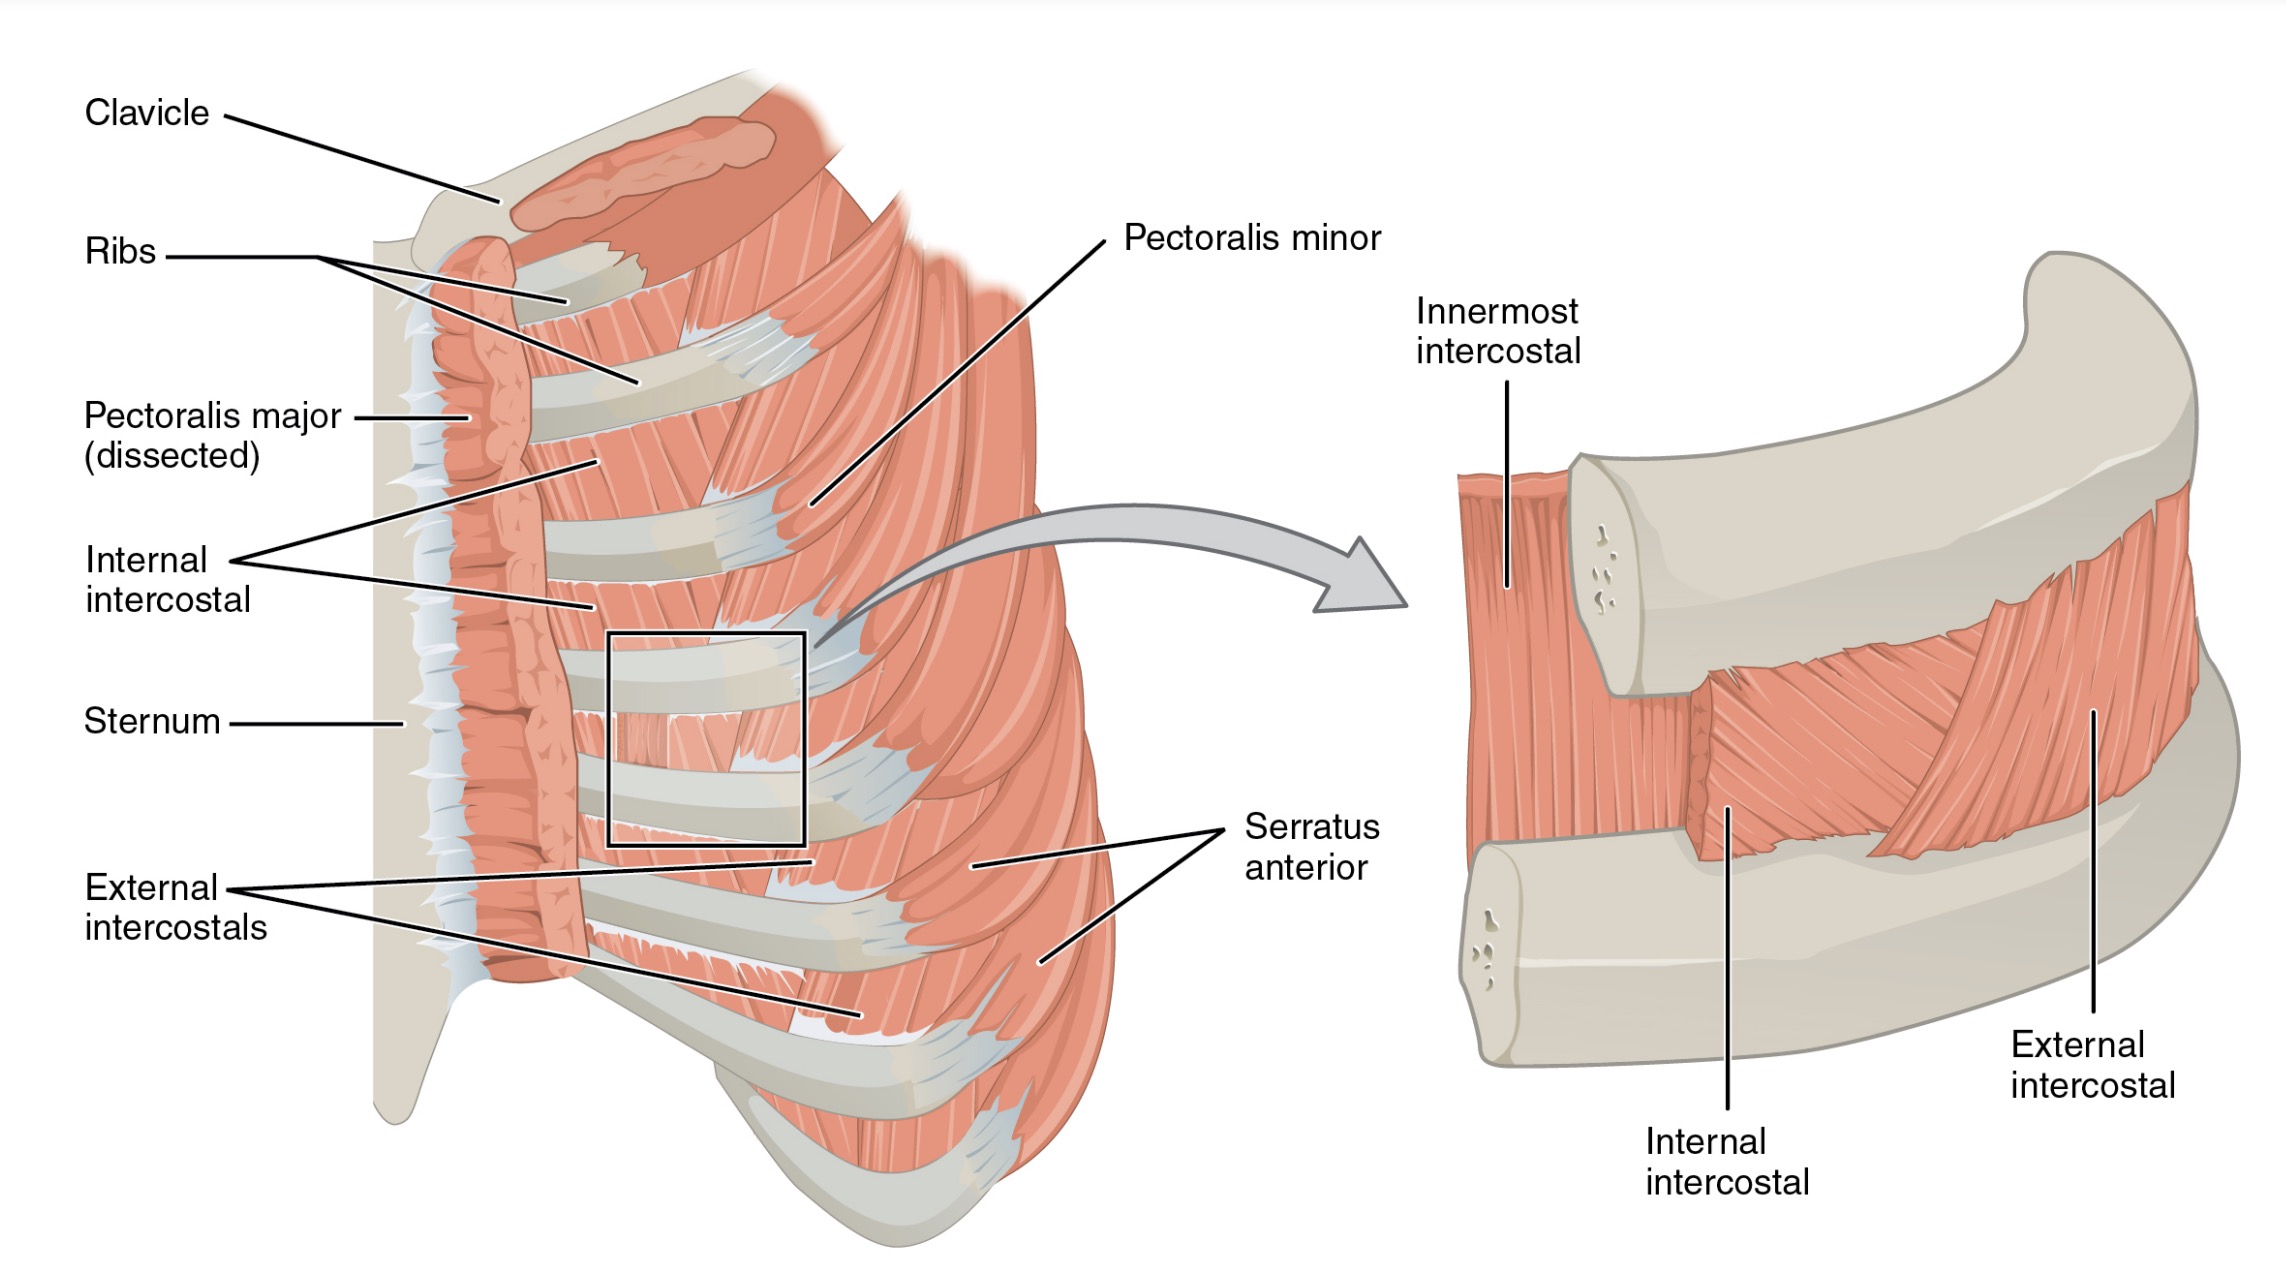 Clavicle
Ribs
Pectoralis major
(dissected)
Internal
intercostal
Sternum
External
intercostals
Pectoralis minor
Serratus
anterior
Innermost
intercostal
Internal
intercostal
External
intercostal